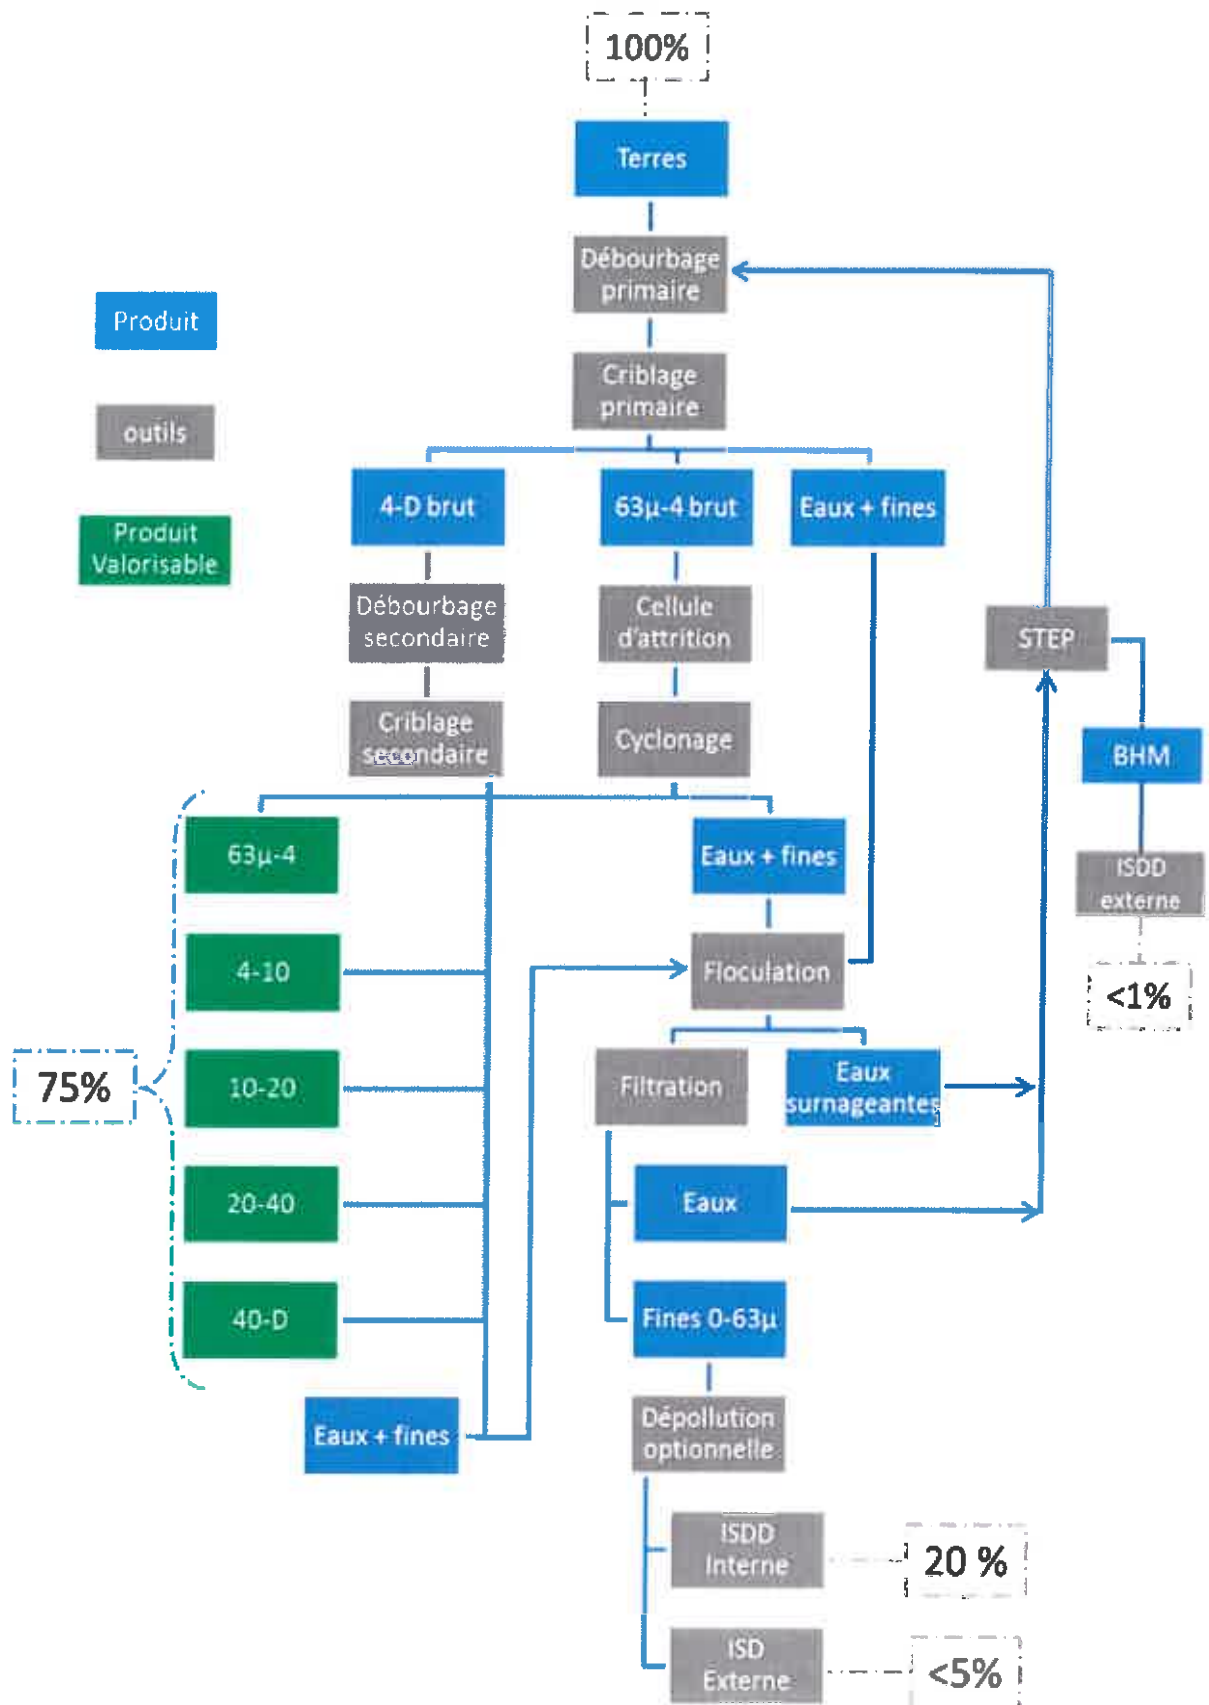 100%
Terres
Débourbage
primaire
Criblage
primaire
Produit
outils
Produit
Valorisable
4-D brut
63µ-4 brut
Eaux + fines
Débourbage
secondaire
Cellule
d'attrition
STEP
Criblage
secondaire
Cyclonage
BHM
63µ-4
Eaux + fines
ISDD
externe
4-10
Floculation
<1%
75%
10-20
Filtration
Eaux
surnageantes
20-40
Eaux
40-D
Fines 0-63µ
Eaux + fines
Dépollution
optionnelle
ISDD
Interne
20 %
ISD
Externe
<5%